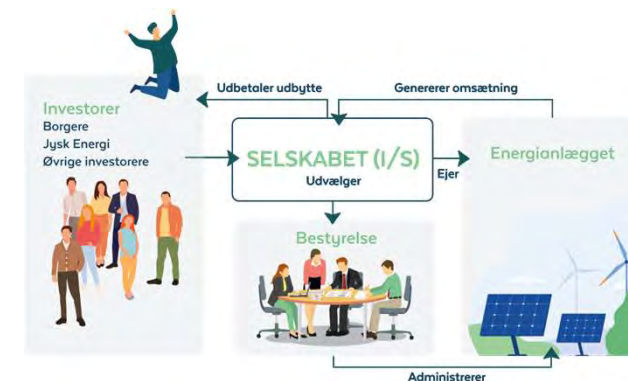 Udbetaler udbytte
Genererer omsætning
Investorer
Borgere
Jysk Energi
Øvrige investorere
SELSKABET (I/S)
Udvælger
Ejer
Energianlægget
Bestyrelse
Administrerer